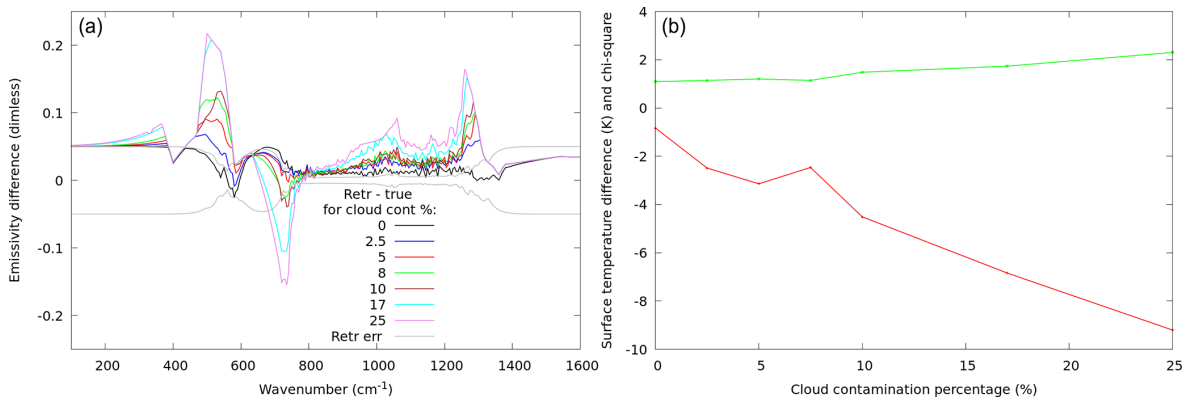 (a)
Emissivity difference (dimless)
0.2
0.1
0
-0.1
-0.2
Retr - true
for cloud cont %:
0
2.5
5
8
10
17
25
Retr err
200 400 600 800 1000 1200 1400 1600
Wavenumber (cm-1)
(b)
Surface temperature difference (K) and chi-square
4
2
0
-2
-4
-6
-8
-10
0 5 10 15 20 25
Cloud contamination percentage (%)